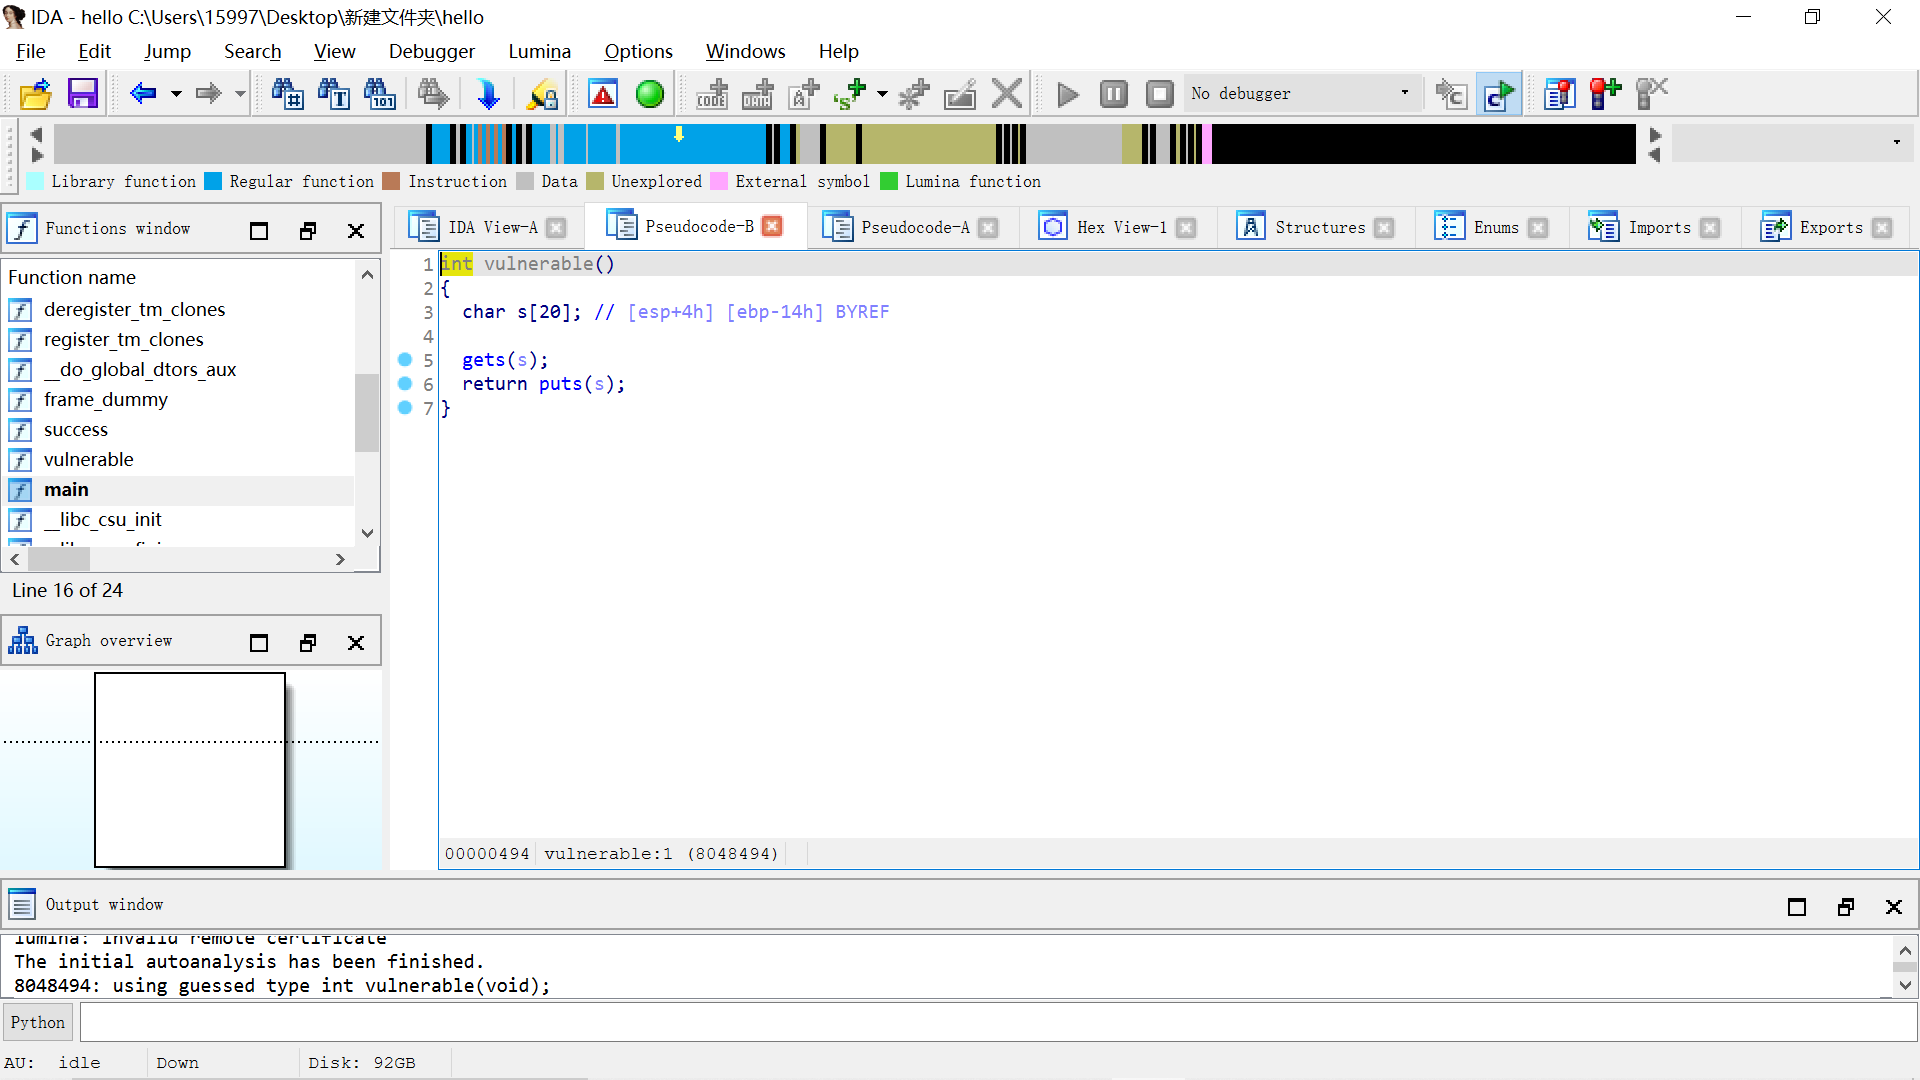 IDA - hello C:\Users\15997\Desktop\新建文件夹\hello
File Edit Jump Search View Debugger Lumina Options Windows Help
No debugger
Library function Regular function Instruction Data Unexplored External symbol Lumina function
Functions window
IDA View-A Pseudocode-B Pseudocode-A Hex View-1 Structures Enums Imports Exports
Function name
deregister_tm_clones
register_tm_clones
__do_global_dtors_aux
frame_dummy
success
vulnerable
main
__libc_csu_init
Line 16 of 24
Graph overview
1 int vulnerable()
2 {
3 char s[20]; // [esp+4h] [ebp-14h] BYREF
4
5 gets(s);
6 return puts(s);
7 }
00000494 vulnerable:1 (8048494)
Output window
lumina: invalid remote certificate
The initial autoanalysis has been finished.
8048494: using guessed type int vulnerable(void);
Python
AU: idle Down Disk: 92GB